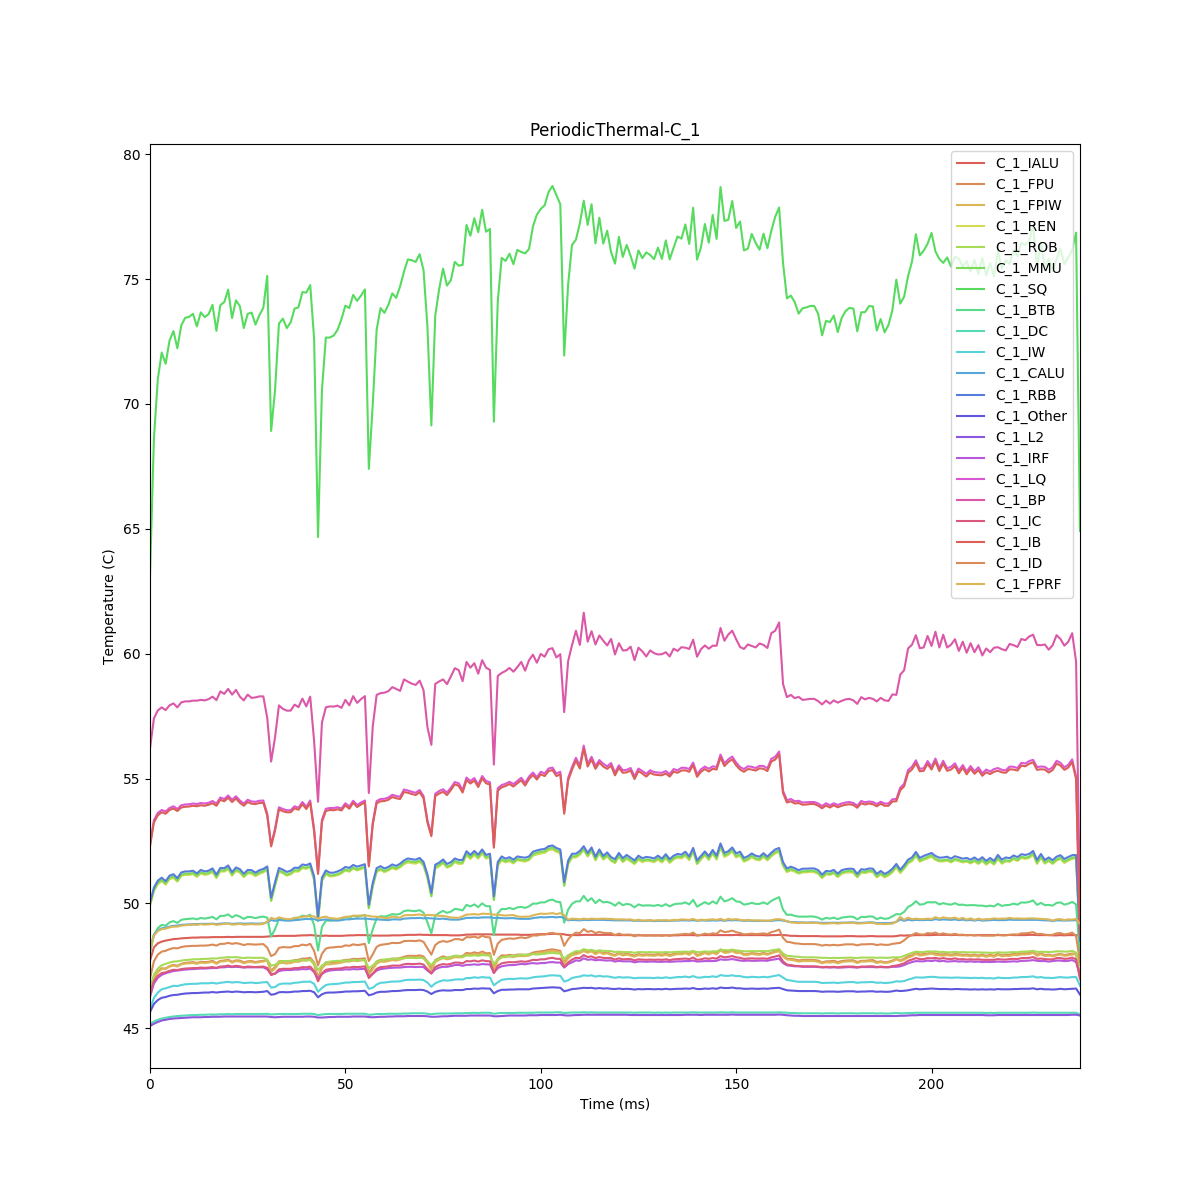 PeriodicThermal-C_1
80
75
70
65
60
55
50
45
Temperature (C)
0
50
100
150
200
Time (ms)
C_1_IALU
C_1_FPU
C_1_FPIW
C_1_REN
C_1_ROB
C_1_MMU
C_1_SQ
C_1_BTB
C_1_DC
C_1_IW
C_1_CALU
C_1_RBB
C_1_Other
C_1_L2
C_1_IRF
C_1_LQ
C_1_BP
C_1_IC
C_1_IB
C_1_ID
C_1_FPRF